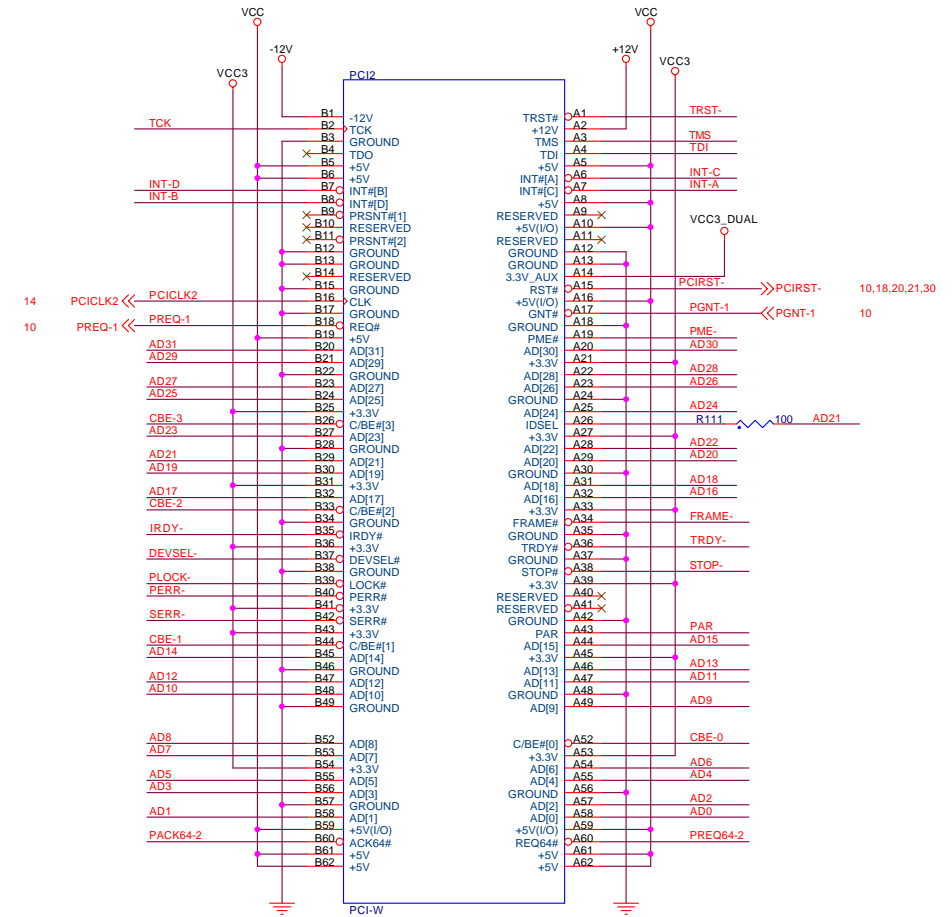 VCC VCC
-12V +12V
VCC3 VCC3
PCI2
B1 -12V TRST# A1 TRST-
TCK B2 TCK +12V A2
B3 GROUND TMS A3 TMS
B4 TDO TDI A4 TDI
B5 +5V +5V A5
B6 +5V INT#[A] A6 INT-C
INT-D B7 INT#[B] INT#[C] A7 INT-A
INT-B B8 INT#[D] +5V A8
B9 PRSNT#[1] RESERVED A9
B10 RESERVED +5V(I/O) A10
B11 PRSNT#[2] RESERVED A11
VCC3_DUAL
B12 GROUND GROUND A12
B13 GROUND GROUND A13
B14 RESERVED 3.3V_AUX A14
B15 GROUND RST# A15 PCIRST- PCIRST- 10,18,20,21,30
14 PCICLK2 PCICLK2 B16 CLK +5V(I/O) A16
B17 GROUND GNT# A17 PGNT-1 PGNT-1 10
10 PREQ-1 PREQ-1 B18 REQ# GROUND A18
B19 +5V PME# A19 PME-
AD31 B20 AD[31] AD[30] A20 AD30
AD29 B21 AD[29] +3.3V A21
B22 GROUND AD[28] A22 AD28
AD27 B23 AD[27] AD[26] A23 AD26
AD25 B24 AD[25] GROUND A24
B25 +3.3V AD[24] A25 AD24
CBE-3 B26 C/BE#[3] IDSEL A26 R111 100 AD21
AD23 B27 AD[23] +3.3V A27
B28 GROUND AD[22] A28 AD22
AD21 B29 AD[21] AD[20] A29 AD20
AD19 B30 AD[19] GROUND A30
B31 +3.3V AD[18] A31 AD18
AD17 B32 AD[17] AD[16] A32 AD16
CBE-2 B33 C/BE#[2] +3.3V A33
B34 GROUND FRAME# A34 FRAME-
IRDY- B35 IRDY# GROUND A35
B36 +3.3V TRDY# A36 TRDY-
DEVSEL- B37 DEVSEL# GROUND A37
B38 GROUND STOP# A38 STOP-
PLOCK- B39 LOCK# +3.3V A39
PERR- B40 PERR# RESERVED A40
B41 +3.3V RESERVED A41
SERR- B42 SERR# GROUND A42
B43 +3.3V PAR A43 PAR
CBE-1 B44 C/BE#[1] AD[15] A44 AD15
AD14 B45 AD[14] +3.3V A45
B46 GROUND AD[13] A46 AD13
AD12 B47 AD[12] AD[11] A47 AD11
AD10 B48 AD[10] GROUND A48
B49 GROUND AD[9] A49 AD9
AD8 B52 AD[8] C/BE#[0] A52 CBE-0
AD7 B53 AD[7] +3.3V A53
B54 +3.3V AD[6] A54 AD6
AD5 B55 AD[5] AD[4] A55 AD4
AD3 B56 AD[3] GROUND A56
B57 GROUND AD[2] A57 AD2
AD1 B58 AD[1] AD[0] A58 AD0
B59 +5V(I/O) +5V(I/O) A59
PACK64-2 B60 ACK64# REQ64# A60 PREQ64-2
B61 +5V +5V A61
B62 +5V +5V A62
PCI-W